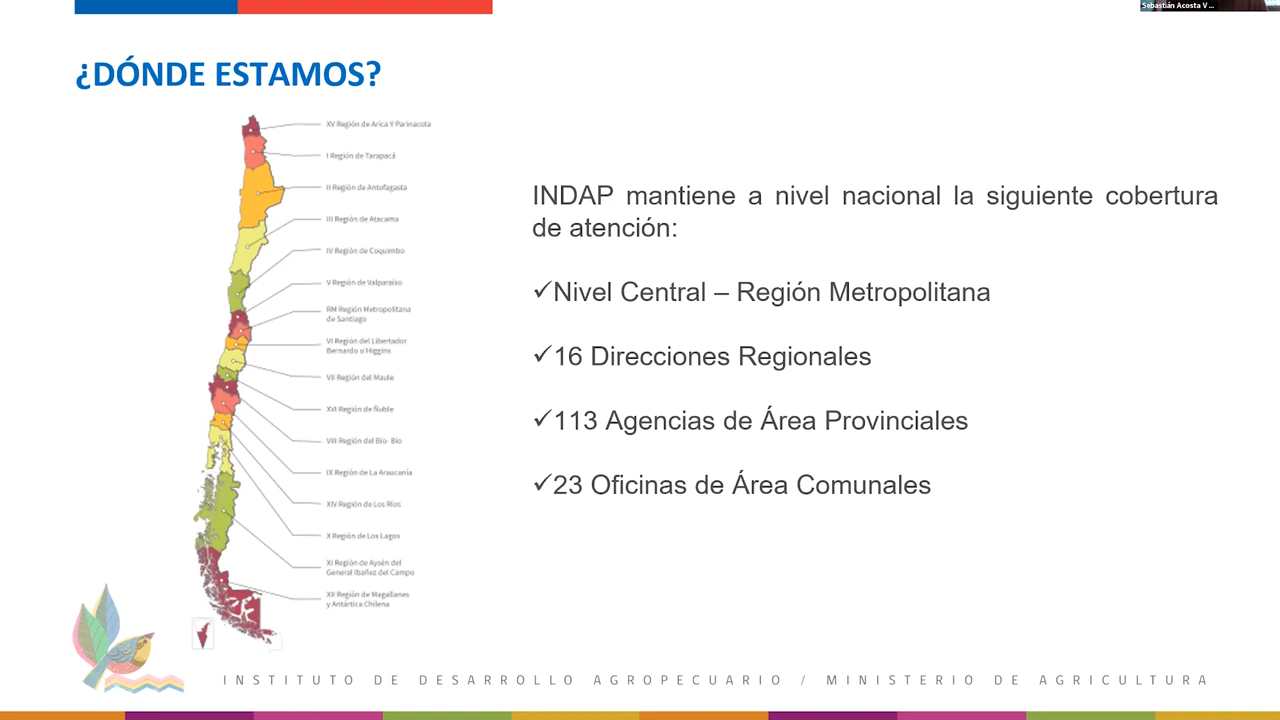 Sebastián Acosta V ...
¿DÓNDE ESTAMOS?
XV Región de Arica Y Parinacota
I Región de Tarapacá
II Región de Antofagasta
III Región de Atacama
IV Región de Coquimbo
V Región de Valparaíso
RM Región Metropolitana
de Santiago
VI Región del Libertador
Bernardo o'Higgins
VII Región del Maule
XVI Región de Ñuble
VIII Región del Bío- Bío
IX Región de La Araucanía
XIV Región de Los Ríos
X Región de Los Lagos
XI Región de Aysén del
General Ibañez del Campo
XII Región de Magallanes
y Antártica Chilena
INDAP mantiene a nivel nacional la siguiente cobertura
de atención:
✓Nivel Central – Región Metropolitana
✓16 Direcciones Regionales
✓113 Agencias de Área Provinciales
✓23 Oficinas de Área Comunales
INSTITUTO DE DESARROLLO AGROPECUARIO / MINISTERIO DE AGRICULTURA